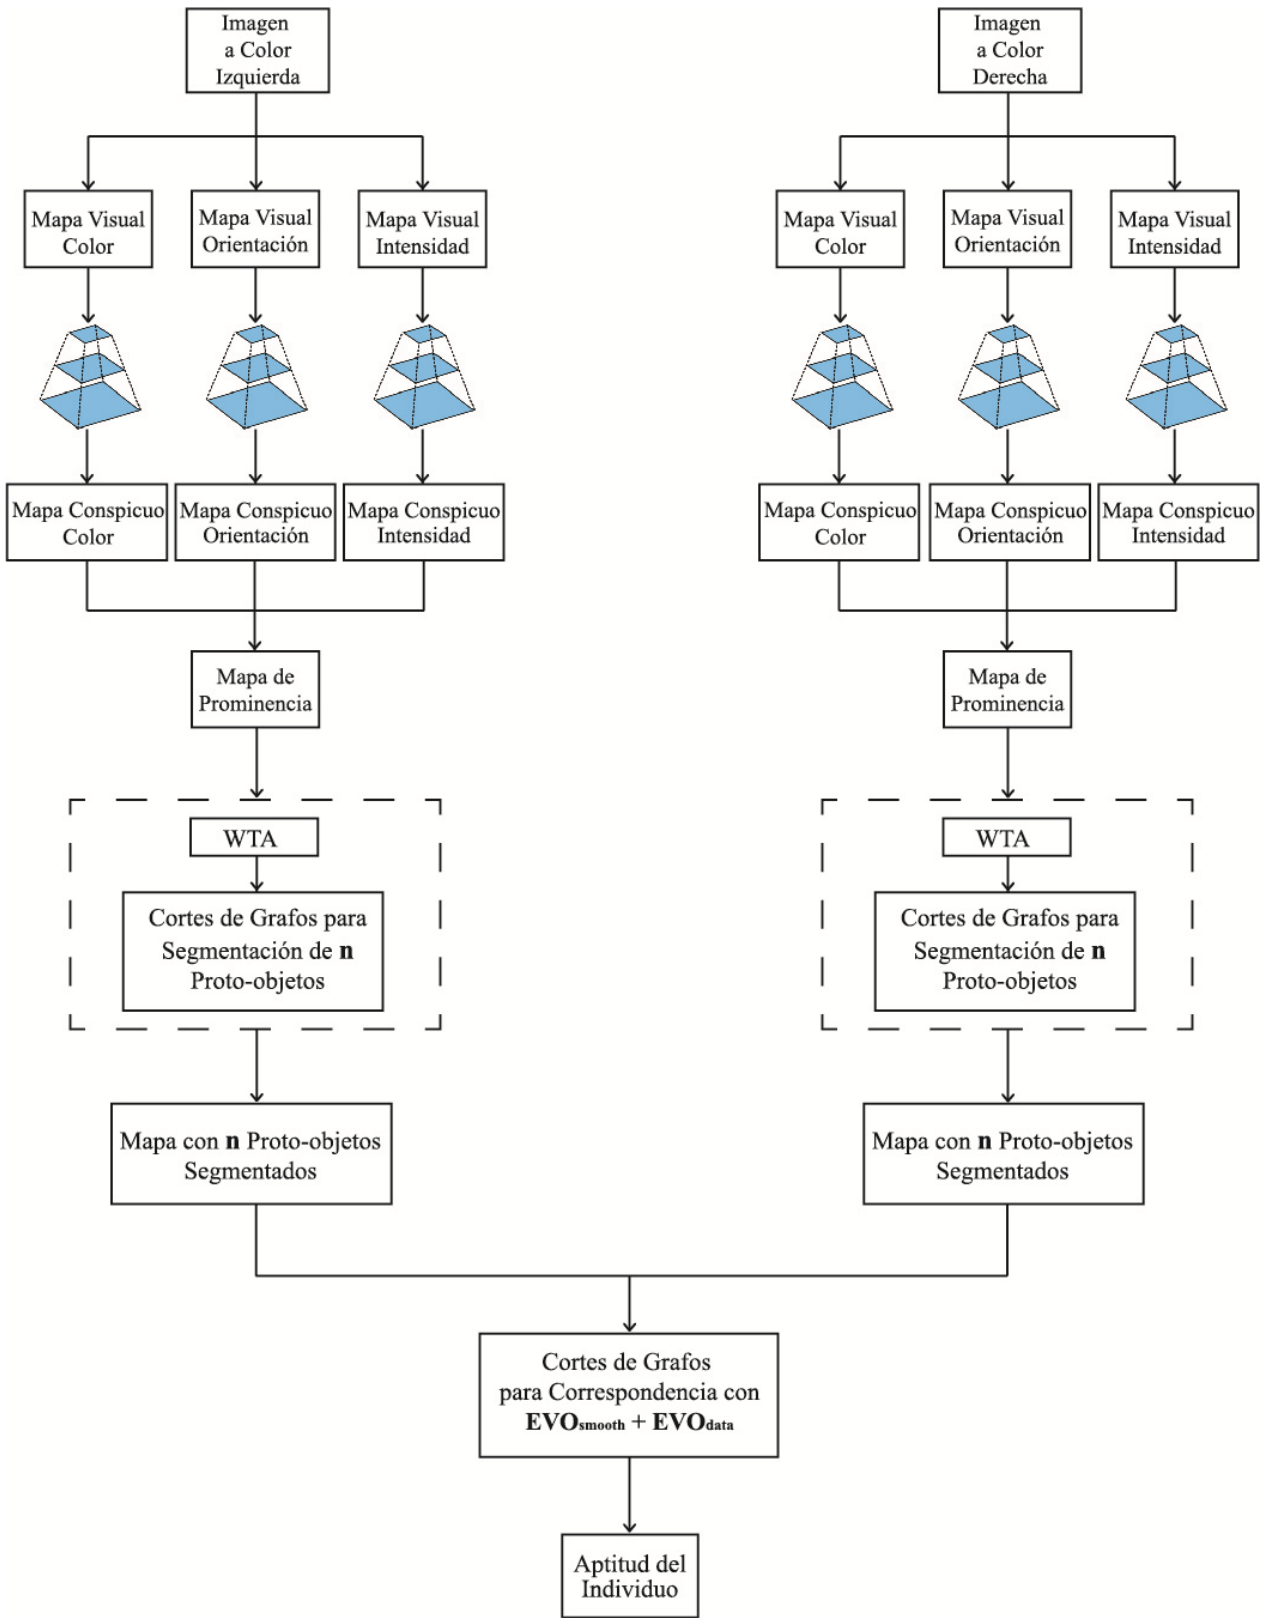 Imagen
a Color
Izquierda
Imagen
a Color
Derecha
Mapa Visual
Color
Mapa Visual
Orientación
Mapa Visual
Intensidad
Mapa Visual
Color
Mapa Visual
Orientación
Mapa Visual
Intensidad
Mapa Conspicuo
Color
Mapa Conspicuo
Orientación
Mapa Conspicuo
Intensidad
Mapa Conspicuo
Color
Mapa Conspicuo
Orientación
Mapa Conspicuo
Intensidad
Mapa de
Prominencia
Mapa de
Prominencia
WTA
Cortes de Grafos para
Segmentación de n
Proto-objetos
WTA
Cortes de Grafos para
Segmentación de n
Proto-objetos
Mapa con n Proto-objetos
Segmentados
Mapa con n Proto-objetos
Segmentados
Cortes de Grafos
para Correspondencia con
EVOsmooth + EVOdata
Aptitud del
Individuo